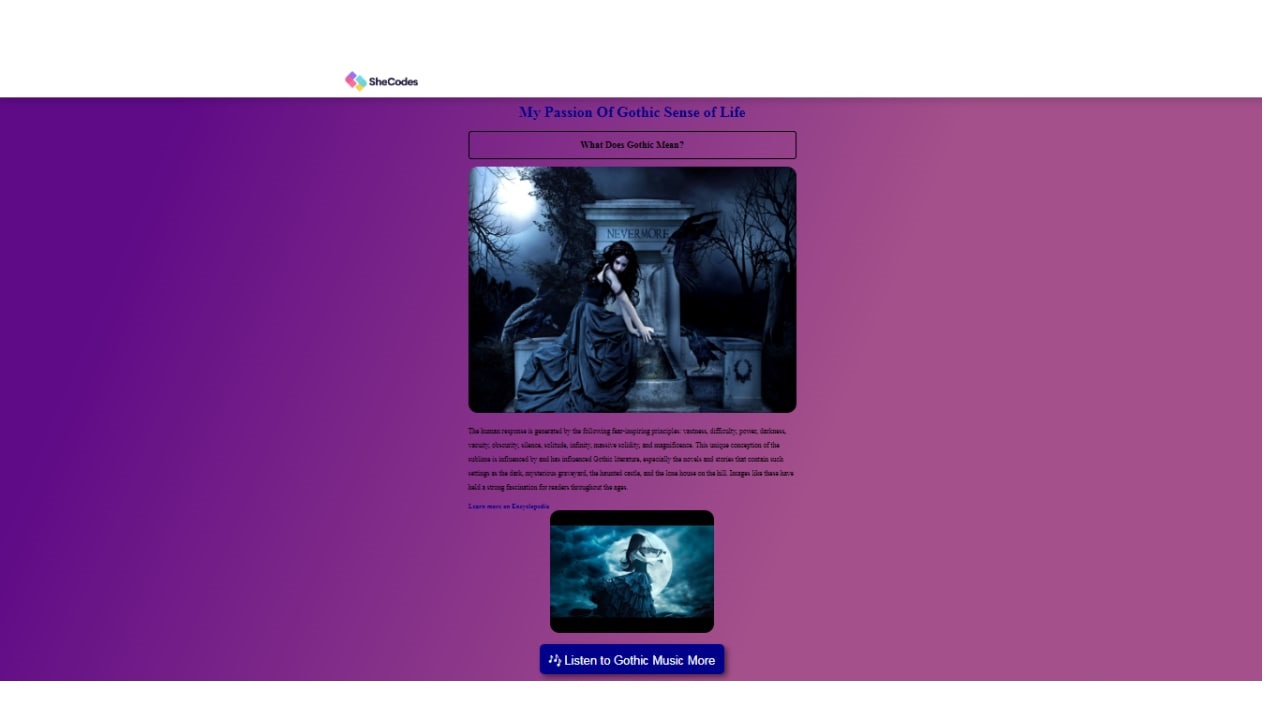 SheCodes
My Passion Of Gothic Sense of Life
What Does Gothic Mean?
NEVERMORE
The human response is generated by the following fear-inspiring principles: vastness, difficulty, power, darkness,
vacuity, obscurity, silence, solitude, infinity, massive solidity, and magnificence. This unique conception of the
sublime is influenced by and has influenced Gothic literature, especially the novels and stories that contain such
settings as the dark, mysterious graveyard, the haunted castle, and the lone house on the hill. Images like these have
held a strong fascination for readers throughout the ages.
Learn more on Encyclopedia
🎶 Listen to Gothic Music More